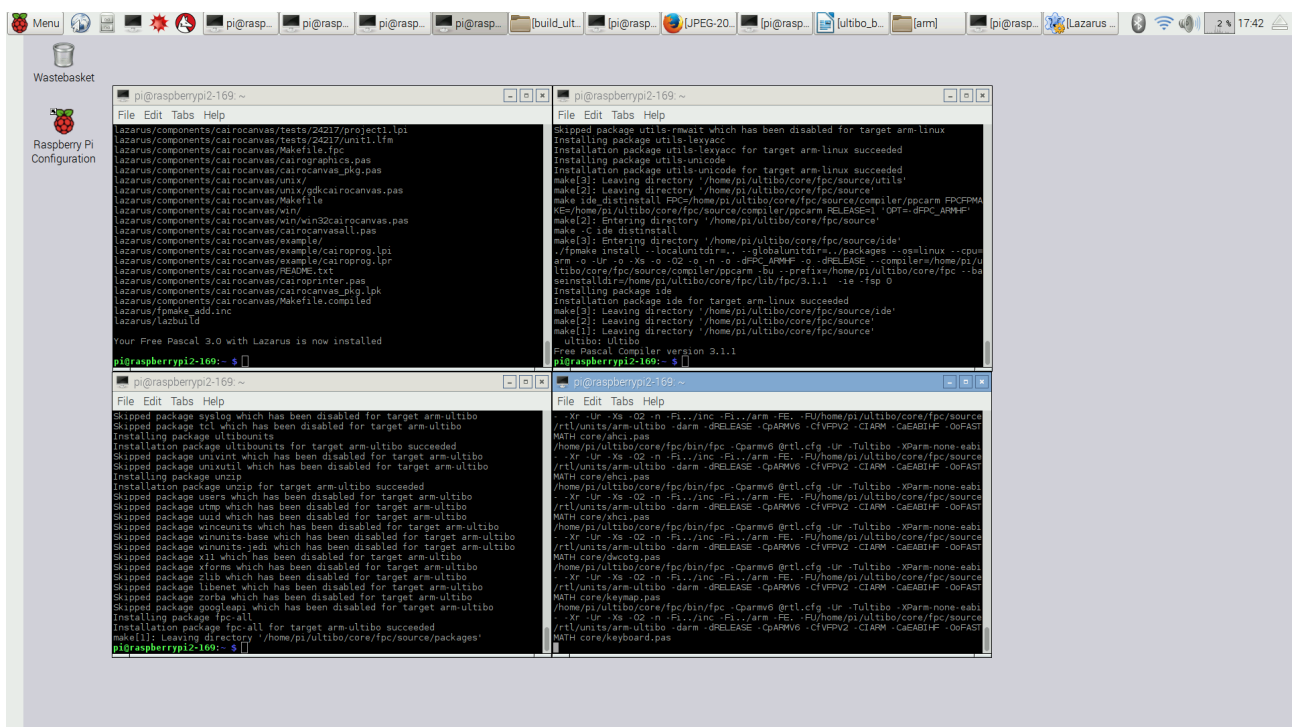 Menu
pi@rasp...
pi@rasp...
pi@rasp...
pi@rasp...
[build_ult...
[pi@rasp...
[JPEG-20...
[pi@rasp...
[ultibo_b...
[arm]
[pi@rasp...
[Lazarus ...
2 %
17:42
Wastebasket
Raspberry Pi
Configuration
pi@raspberrypi2-169: ~
File Edit Tabs Help
lazarus/components/cairocanvas/tests/24217/project1.lpi
lazarus/components/cairocanvas/tests/24217/unit1.lfm
lazarus/components/cairocanvas/Makefile.fpc
lazarus/components/cairocanvas/cairographics.pas
lazarus/components/cairocanvas/cairocanvas_pkg.pas
lazarus/components/cairocanvas/unix/
lazarus/components/cairocanvas/unix/gdkcairocanvas.pas
lazarus/components/cairocanvas/Makefile
lazarus/components/cairocanvas/win/
lazarus/components/cairocanvas/win/win32cairocanvas.pas
lazarus/components/cairocanvas/cairocanvasall.pas
lazarus/components/cairocanvas/example/
lazarus/components/cairocanvas/example/cairoprog.lpi
lazarus/components/cairocanvas/example/cairoprog.lpr
lazarus/components/cairocanvas/README.txt
lazarus/components/cairocanvas/cairoprinter.pas
lazarus/components/cairocanvas/cairocanvas_pkg.lpk
lazarus/components/cairocanvas/Makefile.compiled
lazarus/fpmake_add.inc
lazarus/lazbuild
Your Free Pascal 3.0 with Lazarus is now installed
pi@raspberrypi2-169:~ $
pi@raspberrypi2-169: ~
File Edit Tabs Help
Skipped package utils-rmwait which has been disabled for target arm-linux
Installing package utils-lexyacc
Installation package utils-lexyacc for target arm-linux succeeded
Installing package utils-unicode
Installation package utils-unicode for target arm-linux succeeded
make[3]: Leaving directory '/home/pi/ultibo/core/fpc/source/utils'
make[2]: Leaving directory '/home/pi/ultibo/core/fpc/source'
make ide_distinstall FPC=/home/pi/ultibo/core/fpc/source/compiler/ppcarm FPCFPMA
KE=/home/pi/ultibo/core/fpc/source/compiler/ppcarm RELEASE=1 'OPT=-dFPC_ARMHF'
make[2]: Entering directory '/home/pi/ultibo/core/fpc/source'
make -C ide distinstall
make[3]: Entering directory '/home/pi/ultibo/core/fpc/source/ide'
./fpmake install --localunitdir=.. --globalunitdir=../packages --os=linux --cpu=
arm -o -Ur -o -Xs -o -O2 -o -n -o -dFPC_ARMHF -o -dRELEASE --compiler=/home/pi/u
ltibo/core/fpc/source/compiler/ppcarm -bu --prefix=/home/pi/ultibo/core/fpc --ba
seinstalldir=/home/pi/ultibo/core/fpc/lib/fpc/3.1.1  -ie -fsp 0
Installing package ide
Installation package ide for target arm-linux succeeded
make[3]: Leaving directory '/home/pi/ultibo/core/fpc/source/ide'
make[2]: Leaving directory '/home/pi/ultibo/core/fpc/source'
make[1]: Leaving directory '/home/pi/ultibo/core/fpc/source'
ultibo: Ultibo
Free Pascal Compiler version 3.1.1
pi@raspberrypi2-169:~ $
pi@raspberrypi2-169: ~
File Edit Tabs Help
Skipped package syslog which has been disabled for target arm-ultibo
Skipped package tcl which has been disabled for target arm-ultibo
Installing package ultibounits
Installation package ultibounits for target arm-ultibo succeeded
Skipped package univint which has been disabled for target arm-ultibo
Skipped package unixutil which has been disabled for target arm-ultibo
Installing package unzip
Installation package unzip for target arm-ultibo succeeded
Skipped package users which has been disabled for target arm-ultibo
Skipped package utmp which has been disabled for target arm-ultibo
Skipped package uuid which has been disabled for target arm-ultibo
Skipped package winceunits which has been disabled for target arm-ultibo
Skipped package winunits-base which has been disabled for target arm-ultibo
Skipped package winunits-jedi which has been disabled for target arm-ultibo
Skipped package x11 which has been disabled for target arm-ultibo
Skipped package xforms which has been disabled for target arm-ultibo
Skipped package zlib which has been disabled for target arm-ultibo
Skipped package libenet which has been disabled for target arm-ultibo
Skipped package zorba which has been disabled for target arm-ultibo
Skipped package googleapi which has been disabled for target arm-ultibo
Installing package fpc-all
Installation package fpc-all for target arm-ultibo succeeded
make[1]: Leaving directory '/home/pi/ultibo/core/fpc/source/packages'
pi@raspberrypi2-169:~ $
pi@raspberrypi2-169: ~
File Edit Tabs Help
- -Xr -Ur -Xs -O2 -n -Fi../inc -Fi../arm -FE. -FU/home/pi/ultibo/core/fpc/source
/rtl/units/arm-ultibo -darm -dRELEASE -CpARMV6 -CfVFPV2 -CIARM -CaEABIHF -OoFAST
MATH core/ahci.pas
/home/pi/ultibo/core/fpc/bin/fpc -Cparmv6 @rtl.cfg -Ur -Tultibo -XParm-none-eabi
- -Xr -Ur -Xs -O2 -n -Fi../inc -Fi../arm -FE. -FU/home/pi/ultibo/core/fpc/source
/rtl/units/arm-ultibo -darm -dRELEASE -CpARMV6 -CfVFPV2 -CIARM -CaEABIHF -OoFAST
MATH core/ehci.pas
/home/pi/ultibo/core/fpc/bin/fpc -Cparmv6 @rtl.cfg -Ur -Tultibo -XParm-none-eabi
- -Xr -Ur -Xs -O2 -n -Fi../inc -Fi../arm -FE. -FU/home/pi/ultibo/core/fpc/source
/rtl/units/arm-ultibo -darm -dRELEASE -CpARMV6 -CfVFPV2 -CIARM -CaEABIHF -OoFAST
MATH core/xhci.pas
/home/pi/ultibo/core/fpc/bin/fpc -Cparmv6 @rtl.cfg -Ur -Tultibo -XParm-none-eabi
- -Xr -Ur -Xs -O2 -n -Fi../inc -Fi../arm -FE. -FU/home/pi/ultibo/core/fpc/source
/rtl/units/arm-ultibo -darm -dRELEASE -CpARMV6 -CfVFPV2 -CIARM -CaEABIHF -OoFAST
MATH core/dwcotg.pas
/home/pi/ultibo/core/fpc/bin/fpc -Cparmv6 @rtl.cfg -Ur -Tultibo -XParm-none-eabi
- -Xr -Ur -Xs -O2 -n -Fi../inc -Fi../arm -FE. -FU/home/pi/ultibo/core/fpc/source
/rtl/units/arm-ultibo -darm -dRELEASE -CpARMV6 -CfVFPV2 -CIARM -CaEABIHF -OoFAST
MATH core/keymap.pas
/home/pi/ultibo/core/fpc/bin/fpc -Cparmv6 @rtl.cfg -Ur -Tultibo -XParm-none-eabi
- -Xr -Ur -Xs -O2 -n -Fi../inc -Fi../arm -FE. -FU/home/pi/ultibo/core/fpc/source
/rtl/units/arm-ultibo -darm -dRELEASE -CpARMV6 -CfVFPV2 -CIARM -CaEABIHF -OoFAST
MATH core/keyboard.pas